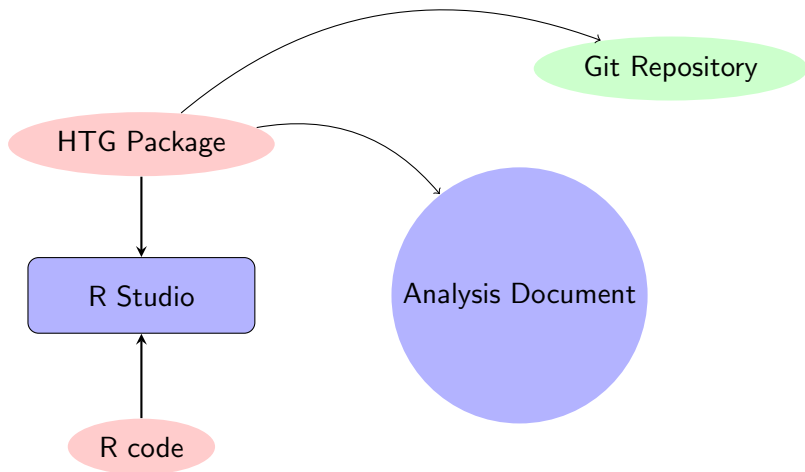 Git Repository
HTG Package
R Studio
Analysis Document
R code